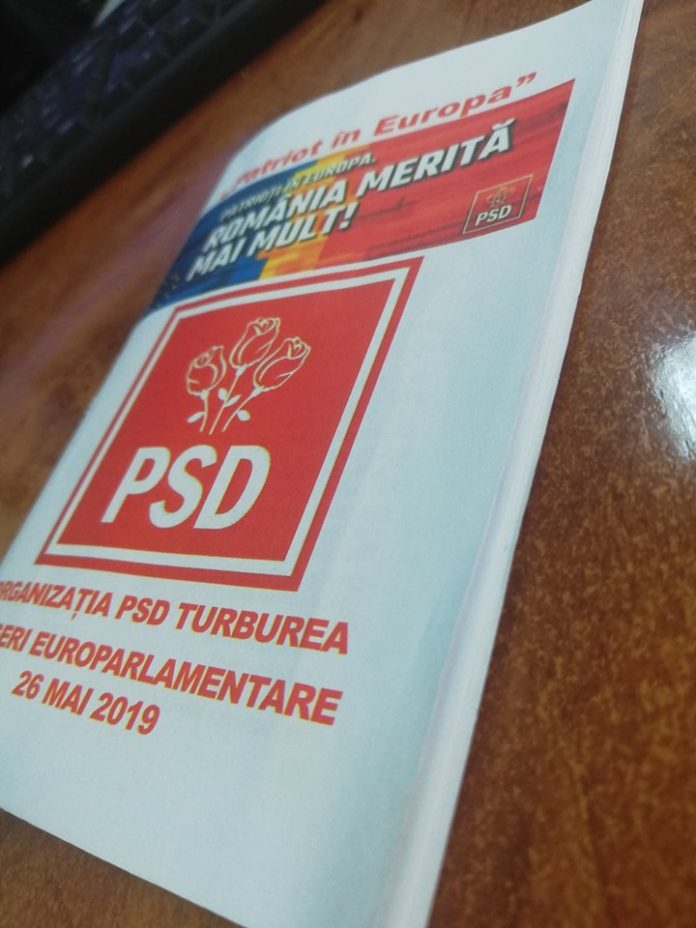 „Patriot în Europa”
PATRIOȚI ÎN EUROPA.
ROMÂNIA MERITĂ
MAI MULT!
PSD
PSD
ORGANIZAȚIA PSD TURBUREA
EUROPARLAMENTARE
26 MAI 2019